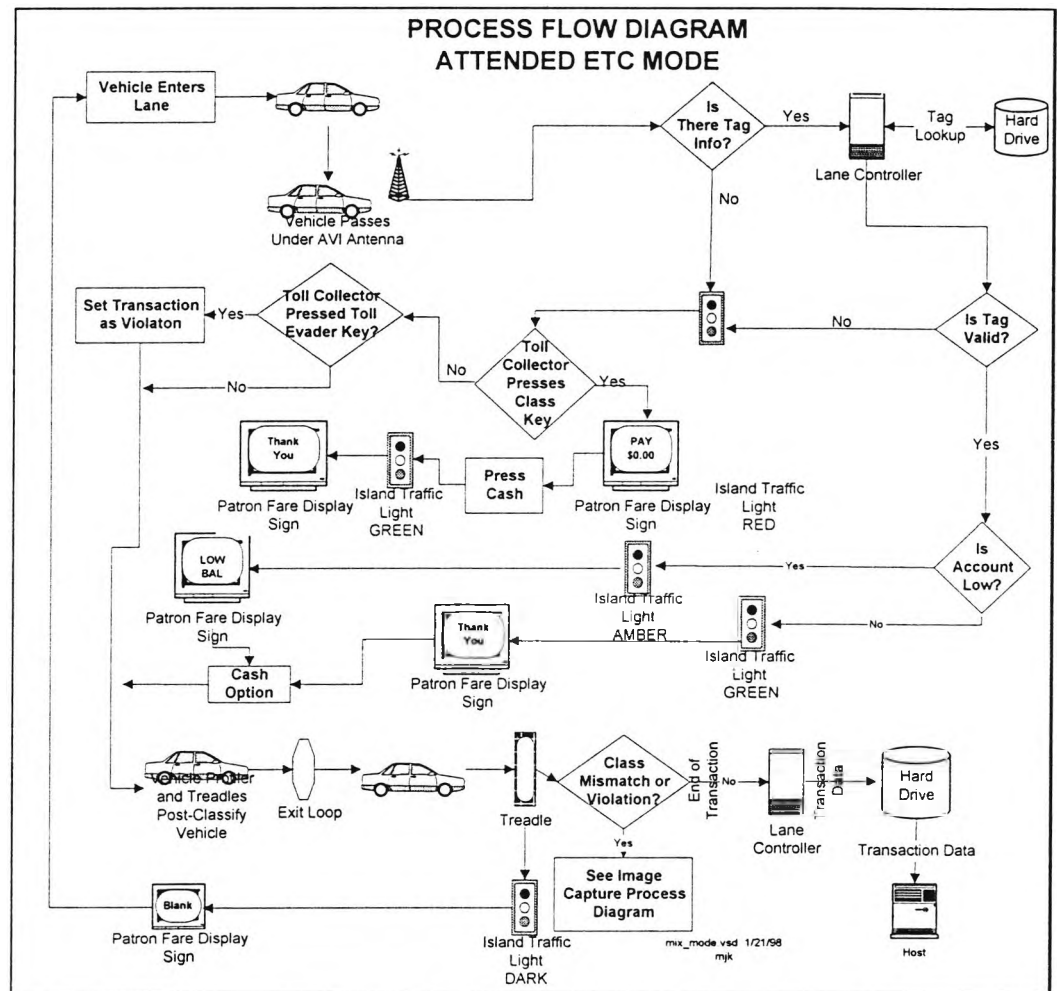 PROCESS FLOW DIAGRAM
ATTENDED ETC MODE
Vehicle Enters
Lane
Is
There Tag
Info?
Yes
Tag
Lookup
Hard
Drive
Lane Controller
No
Vehicle Passes
Under AVI Antenna
Set Transaction
as Violaton
Yes
Toll Collector
Pressed Toll
Evader Key?
No
No
Toll
Collector
Presses
Class
Key
Yes
No
Is Tag
Valid?
Yes
Thank
You
Patron Fare Display
Sign
Island Traffic
Light
GREEN
Press
Cash
PAY
$0.00
Patron Fare Display
Sign
Island Traffic
Light
RED
LOW
BAL
Patron Fare Display
Sign
Island Traffic
Light
AMBER
Yes
Is
Account
Low?
No
Island Traffic
Light
GREEN
Thank
You
Patron Fare Display
Sign
Cash
Option
Vehicle Profiler
and Treadles
Post-Classify
Vehicle
Exit Loop
Treadle
Class
Mismatch or
Violation?
End of
Transaction
No
Lane
Controller
Transaction
Data
Hard
Drive
Transaction Data
Host
Yes
See Image
Capture Process
Diagram
Blank
Patron Fare Display
Sign
Island Traffic
Light
DARK
mix_mode.vsd 1/21/98
mjk